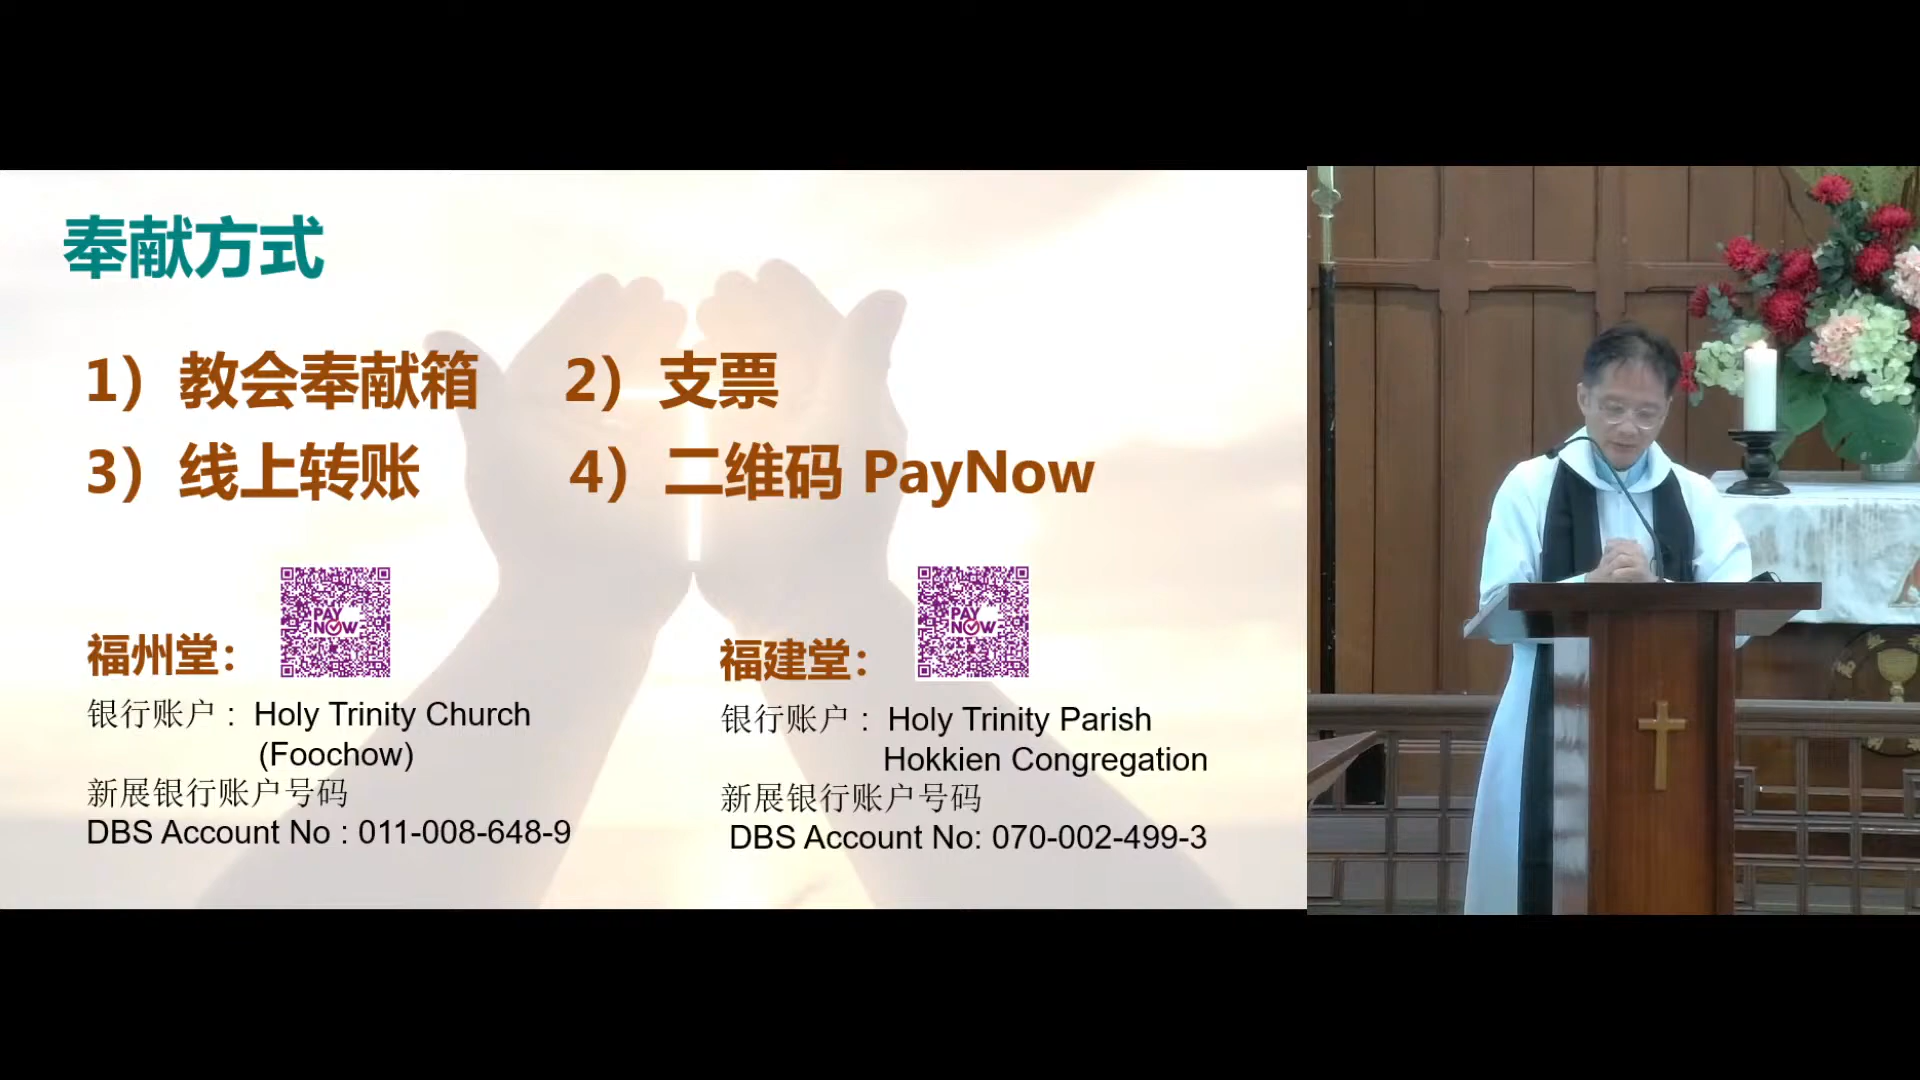 奉献方式
1）教会奉献箱 2）支票
3）线上转账 4）二维码 PayNow
PAY NOW
福州堂：
银行账户 : Holy Trinity Church
(Foochow)
新展银行账户号码
DBS Account No : 011-008-648-9
PAY NOW
福建堂：
银行账户 : Holy Trinity Parish
Hokkien Congregation
新展银行账户号码
DBS Account No: 070-002-499-3